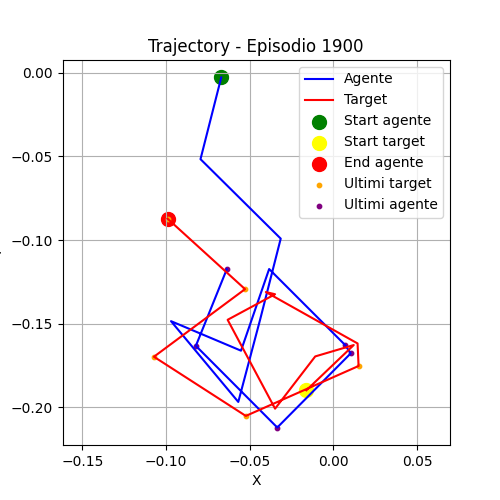 Trajectory - Episodio 1900
0.00
−0.05
−0.10
−0.15
−0.20
Agente
Target
Start agente
Start target
End agente
Ultimi target
Ultimi agente
−0.15
−0.10
−0.05
0.00
0.05
X